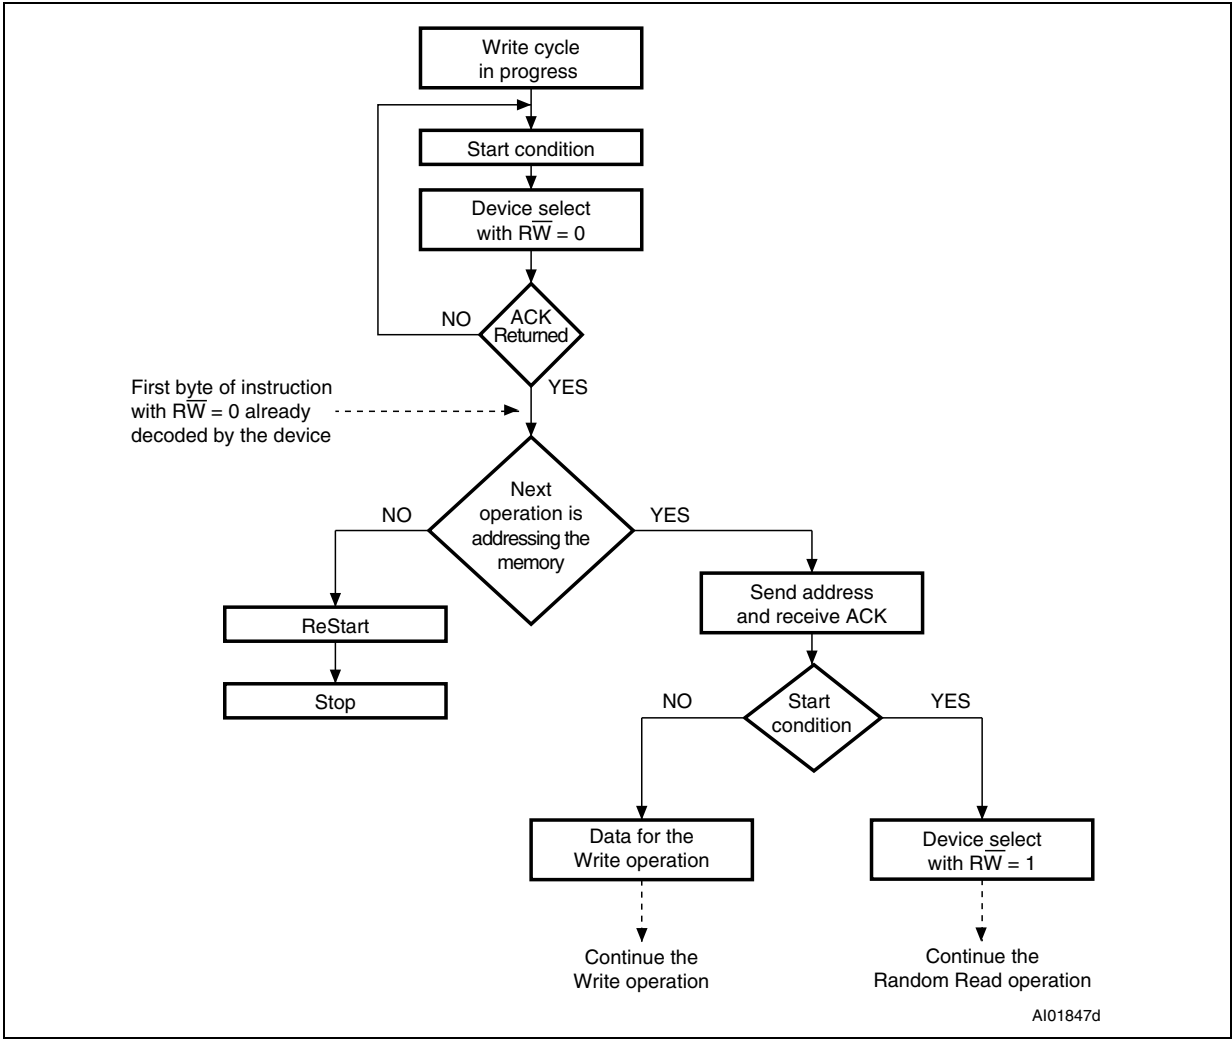 Write cycle
in progress
Start condition
Device select
with RW̅ = 0
ACK
Returned
NO
YES
First byte of instruction
with RW̅ = 0 already
decoded by the device
Next
operation is
addressing the
memory
NO
YES
ReStart
Stop
Send address
and receive ACK
Start
condition
NO
YES
Data for the
Write operation
Device select
with RW̅ = 1
Continue the
Write operation
Continue the
Random Read operation
AI01847d